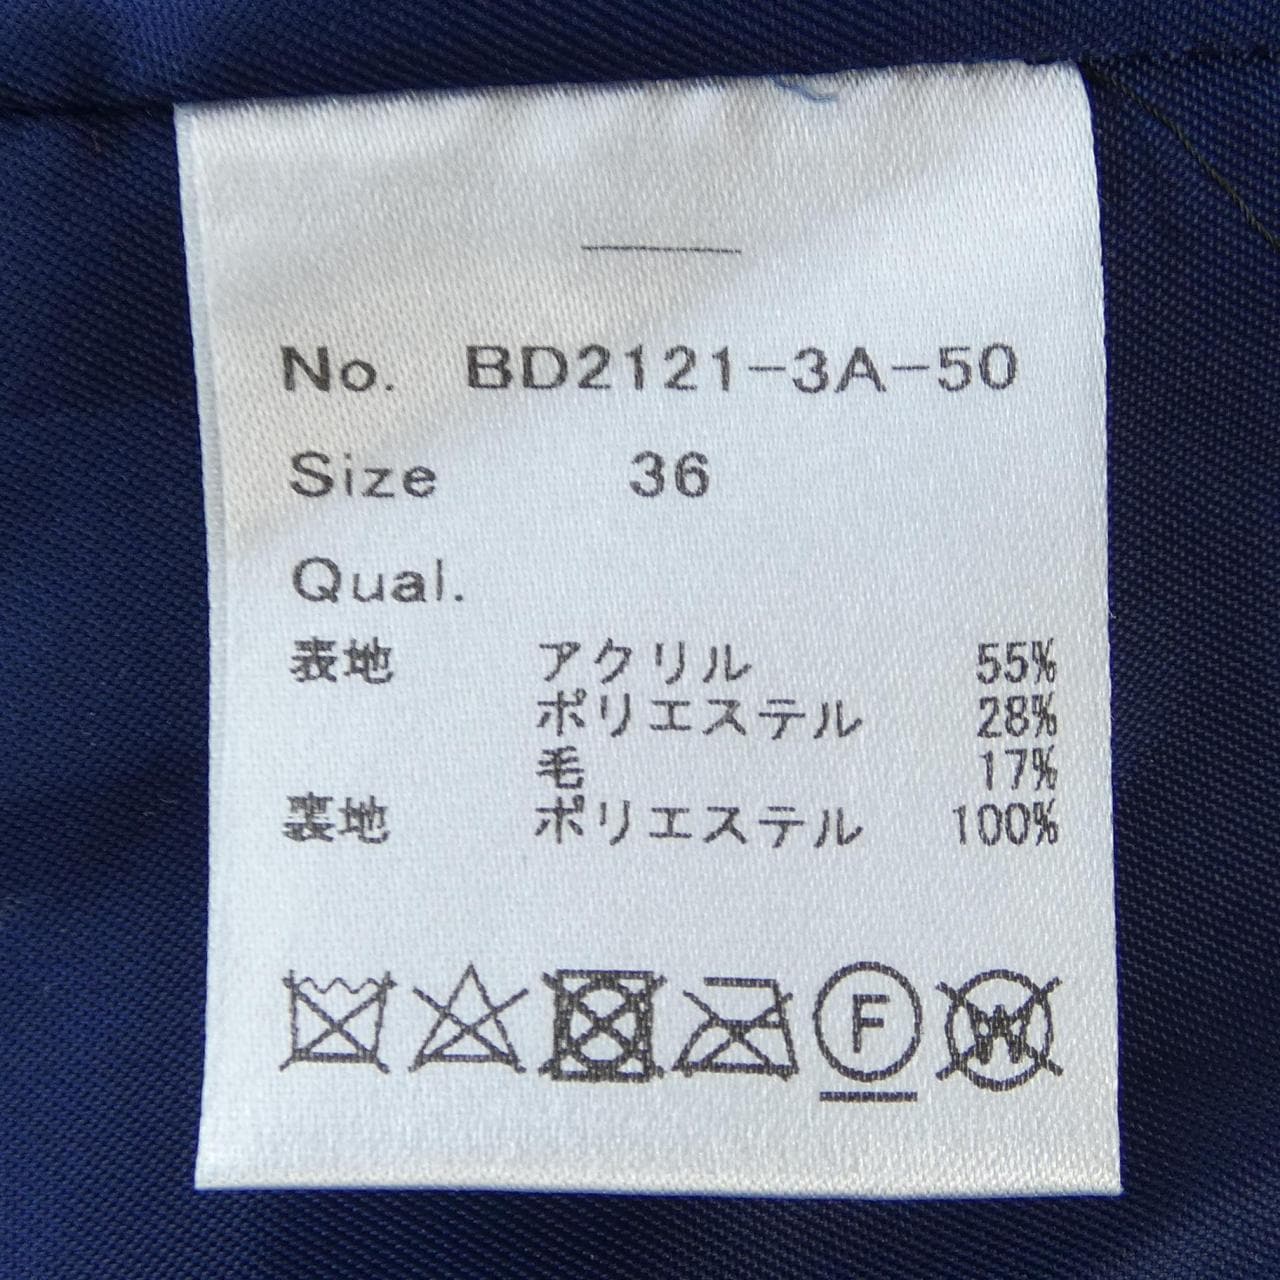 No. BD2121-3A-50
Size 36
Qual.
表地 アクリル 55%
ポリエステル 28%
毛 17%
裏地 ポリエステル 100%
F W